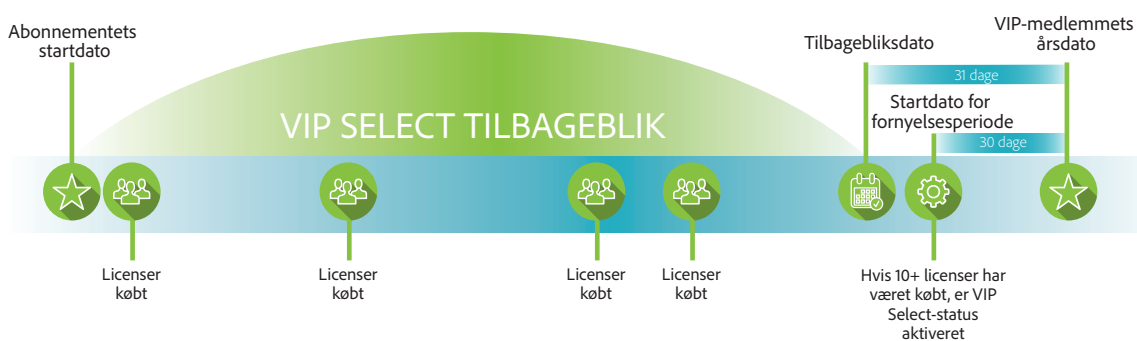 Abonnementets
startdato
VIP SELECT TILBAGEBLIK
Tilbagebliksdato
VIP-medlemmets
årsdato
31 dage
Startdato for
fornyelsesperiode
30 dage
Licenser
købt
Licenser
købt
Licenser
købt
Licenser
købt
Hvis 10+ licenser har
været købt, er VIP
Select-status
aktiveret